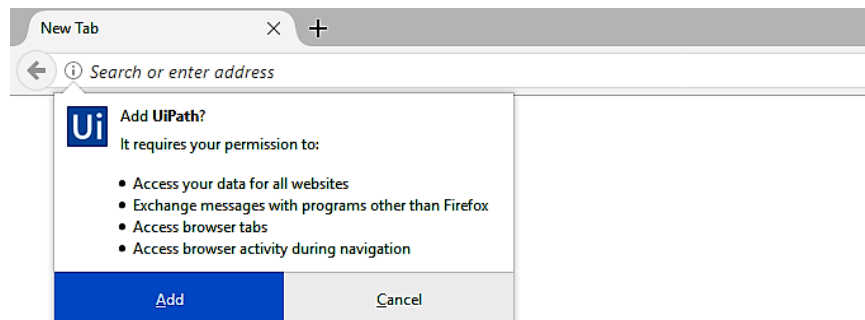 New Tab
Search or enter address
Ui
Add UiPath?
It requires your permission to:
• Access your data for all websites
• Exchange messages with programs other than Firefox
• Access browser tabs
• Access browser activity during navigation
Add Cancel